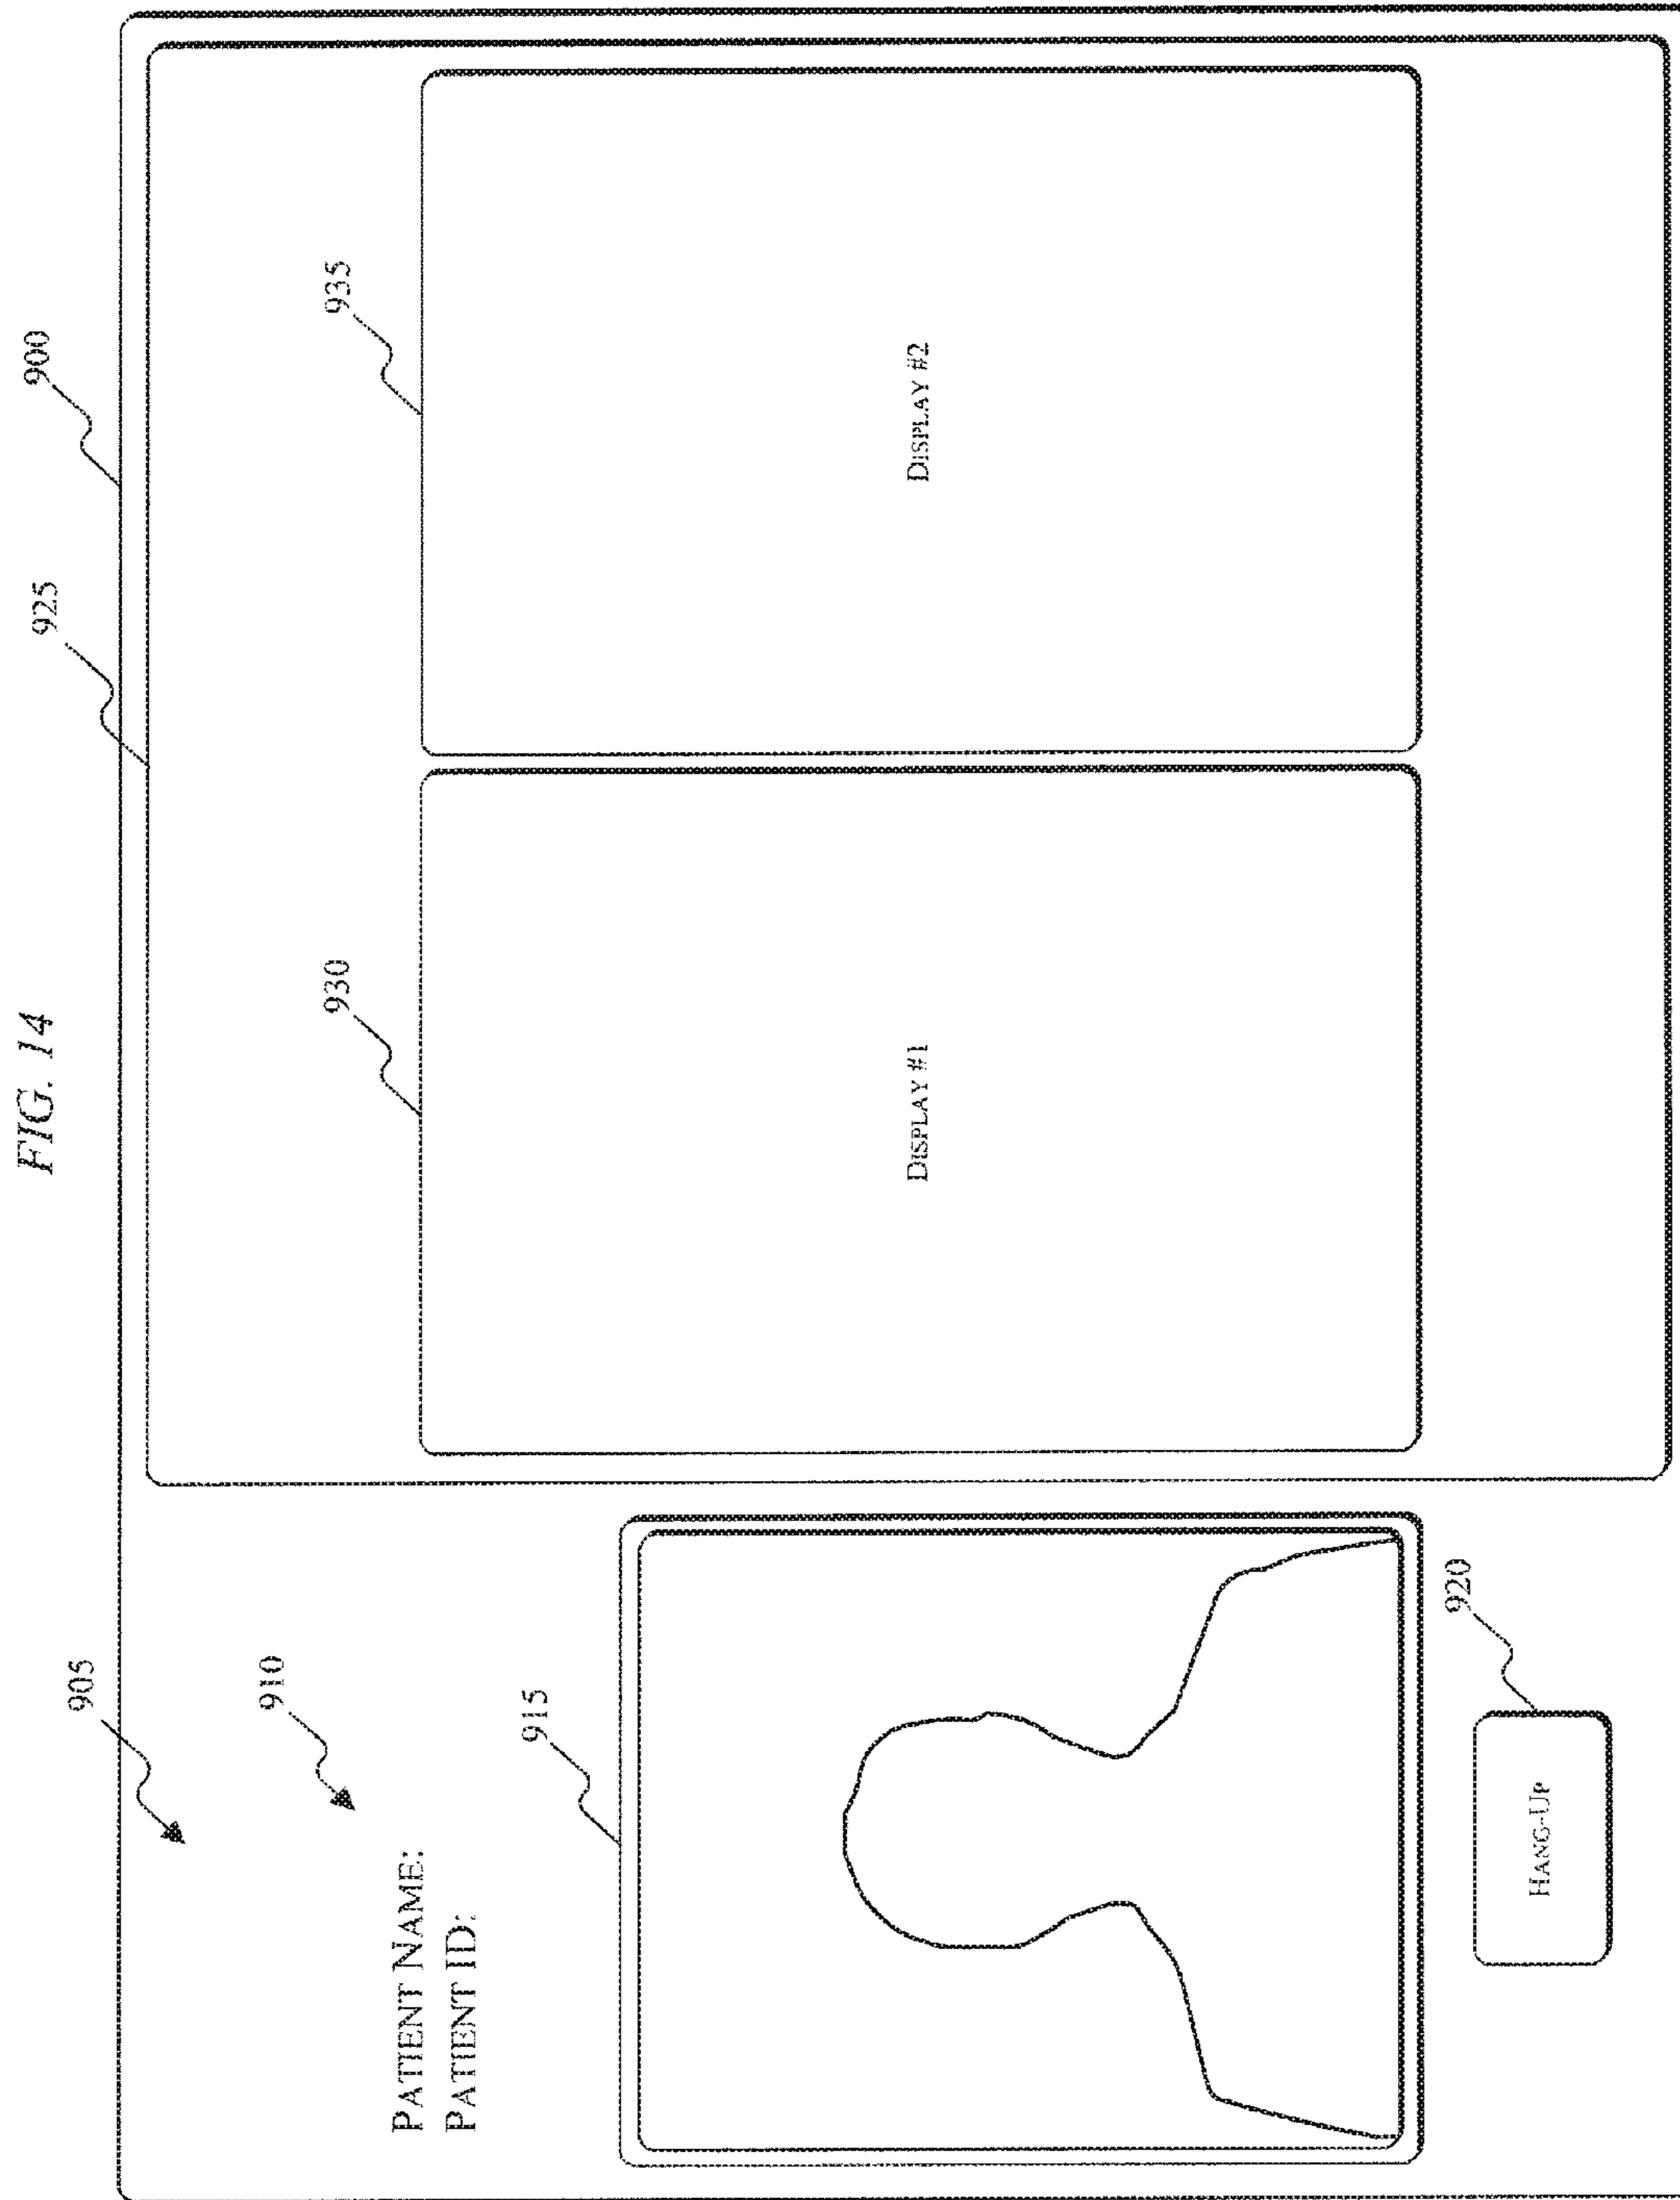 FIG. 14
900
925
905
910
PATIENT NAME:
PATIENT ID:
915
920
HANG-UP
930
DISPLAY #1
935
DISPLAY #2